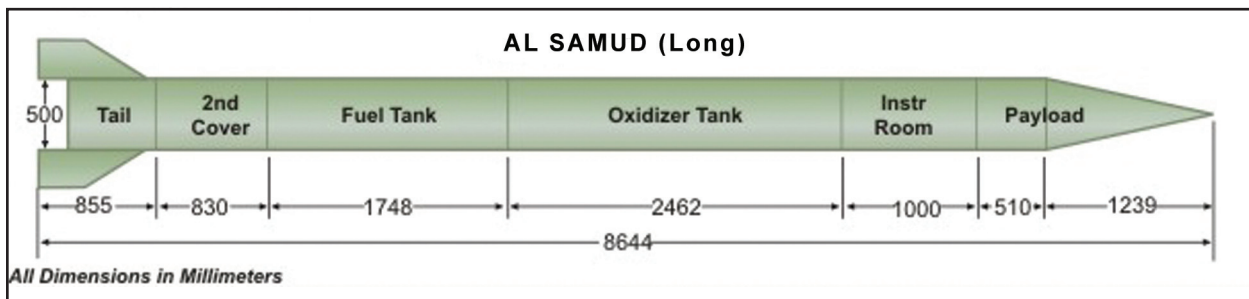 AL SAMUD (Long)
500
Tail
2nd
Cover
Fuel Tank
Oxidizer Tank
Instr
Room
Payload
855
830
1748
2462
1000
510
1239
8644
All Dimensions in Millimeters